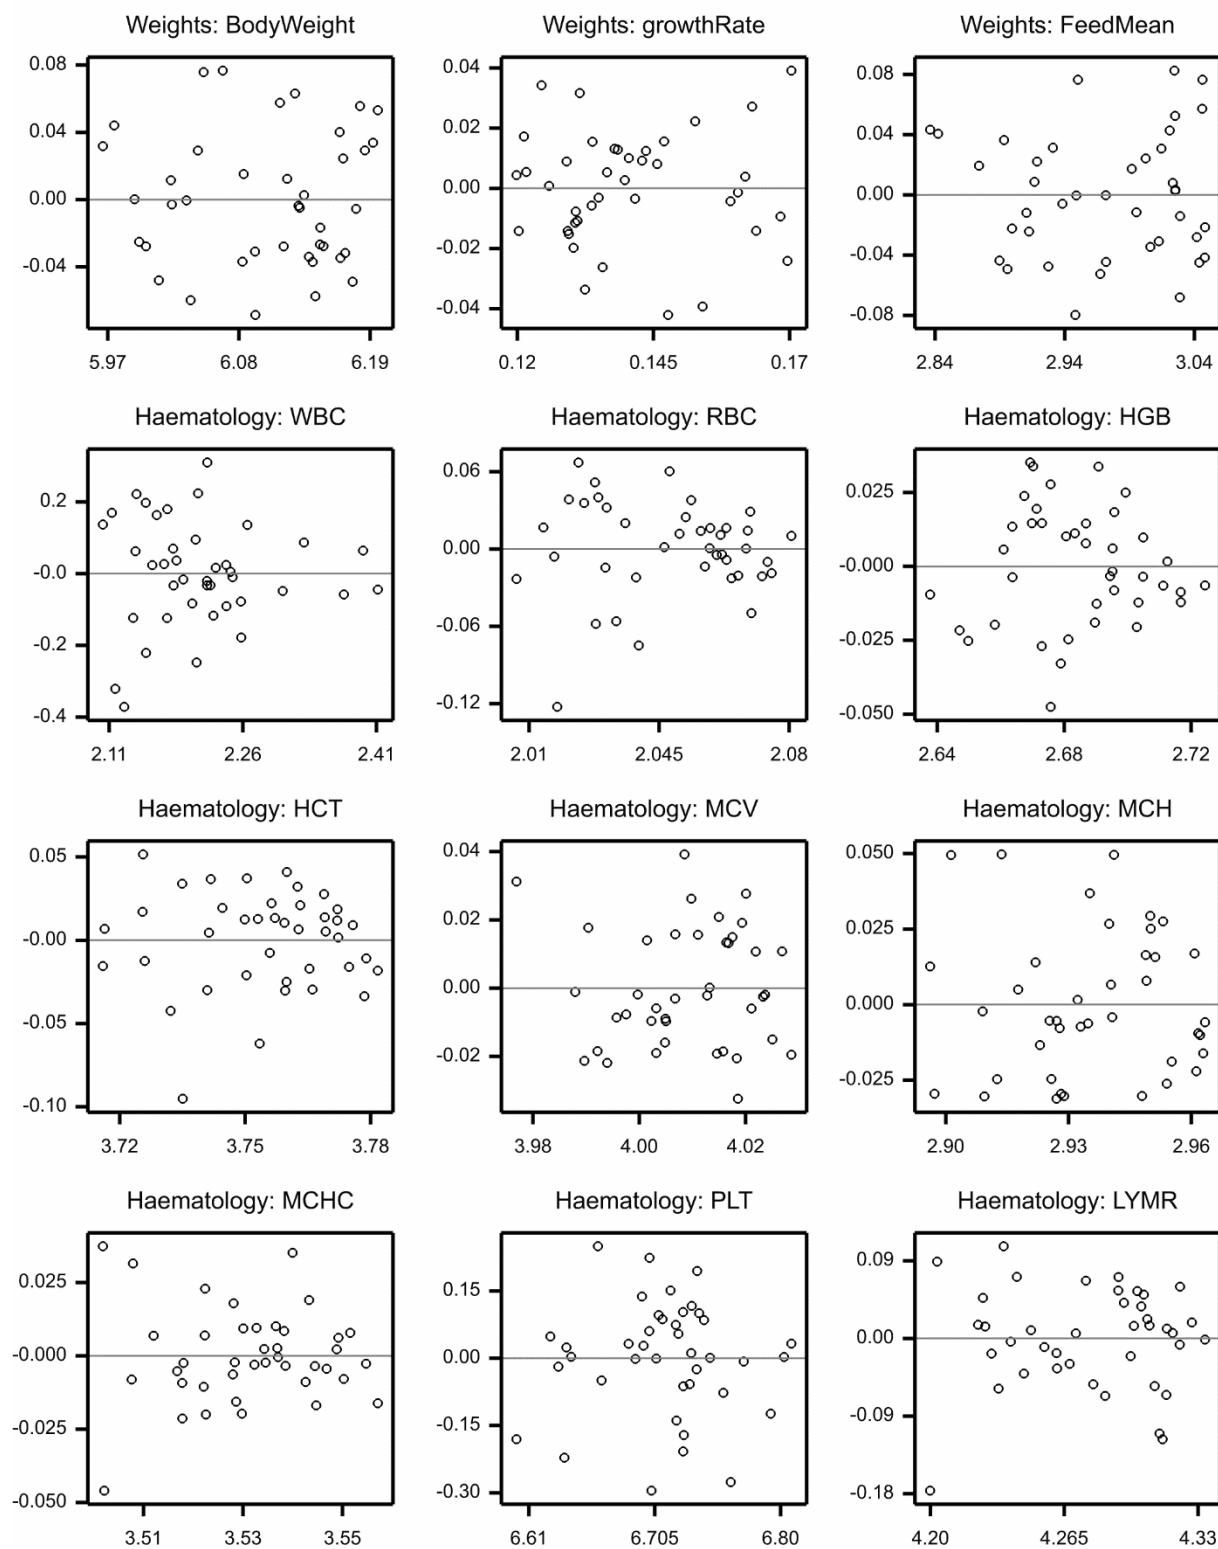 Weights: BodyWeight Weights: growthRate Weights: FeedMean
0.08 0.04 0.08
0.04 0.02 0.04
0.00 0.00 0.00
-0.04 -0.02 -0.04
-0.04 -0.08
5.97 6.08 6.19 0.12 0.145 0.17 2.84 2.94 3.04
Haematology: WBC Haematology: RBC Haematology: HGB
0.2 0.06 0.025
-0.0 0.00 -0.000
-0.2 -0.06 -0.025
-0.4 -0.12 -0.050
2.11 2.26 2.41 2.01 2.045 2.08 2.64 2.68 2.72
Haematology: HCT Haematology: MCV Haematology: MCH
0.05 0.04 0.050
-0.00 0.02 0.025
-0.05 0.00 0.000
-0.10 -0.02 -0.025
3.72 3.75 3.78 3.98 4.00 4.02 2.90 2.93 2.96
Haematology: MCHC Haematology: PLT Haematology: LYMR
0.025 0.15 0.09
-0.000 0.00 0.00
-0.025 -0.15 -0.09
-0.050 -0.30 -0.18
3.51 3.53 3.55 6.61 6.705 6.80 4.20 4.265 4.33